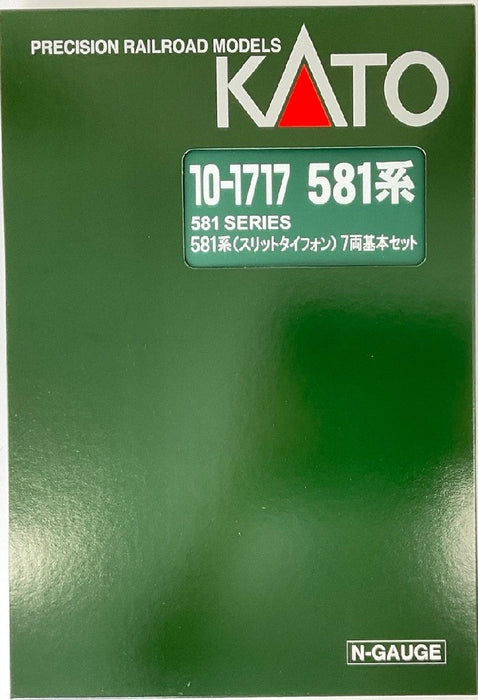 PRECISION RAILROAD MODELS
KATO
10-1717 581系
581 SERIES
581系(スリットタイフォン) 7両基本セット
N-GAUGE